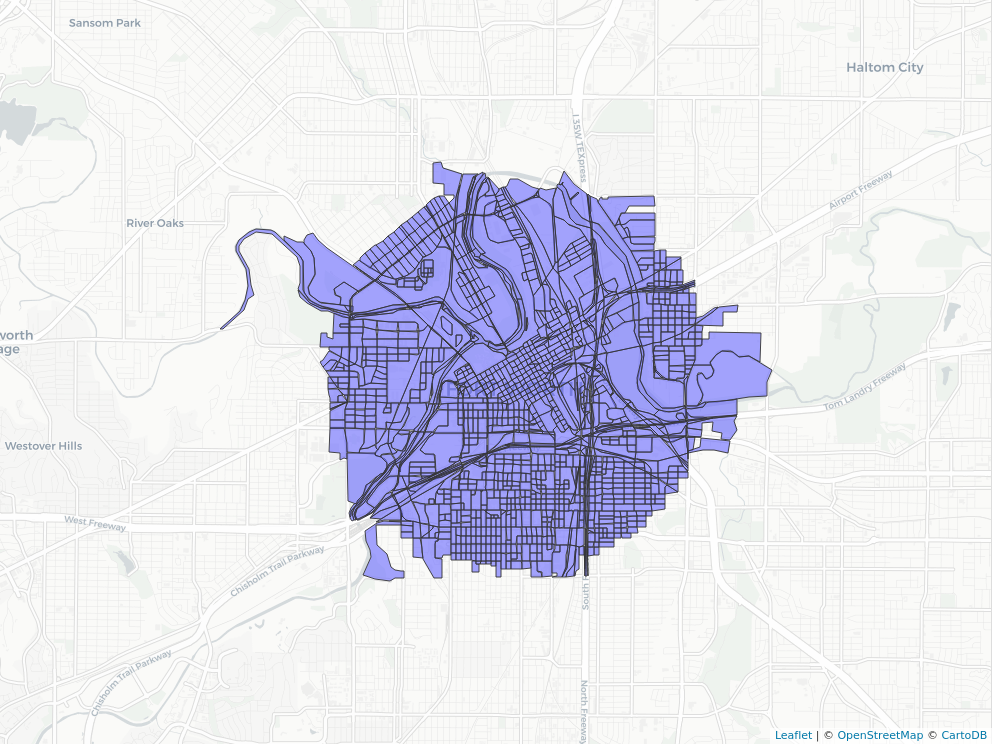 Sansom Park
Haltom City
I 35W TEXpress
Airport Freeway
River Oaks
worth
age
Tom Landry Freeway
Westover Hills
West Freeway
Chisholm Trail Parkway
South F
Chisholm Trail Parkway
North Freeway
Leaflet | © OpenStreetMap © CartoDB